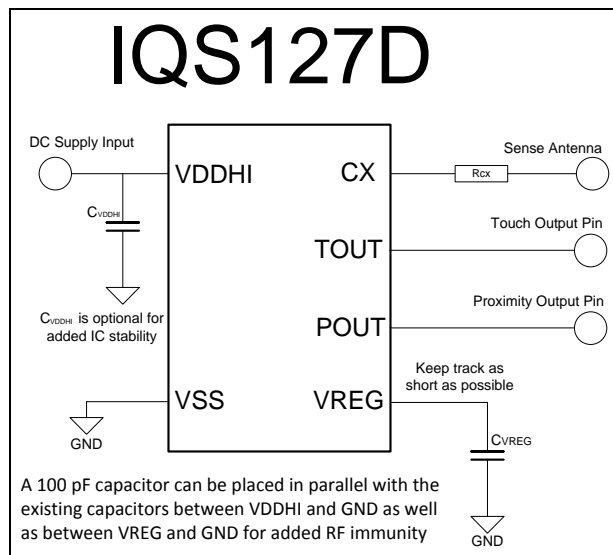 IQS127D
DC Supply Input
Sense Antenna
VDDHI
CX
Rcx
CVDDHI
Touch Output Pin
TOUT
CVDDHI is optional for
added IC stability
Proximity Output Pin
POUT
Keep track as
short as possible
VSS
VREG
GND
CVREG
A 100 pF capacitor can be placed in parallel with the
existing capacitors between VDDHI and GND as well
as between VREG and GND for added RF immunity
GND